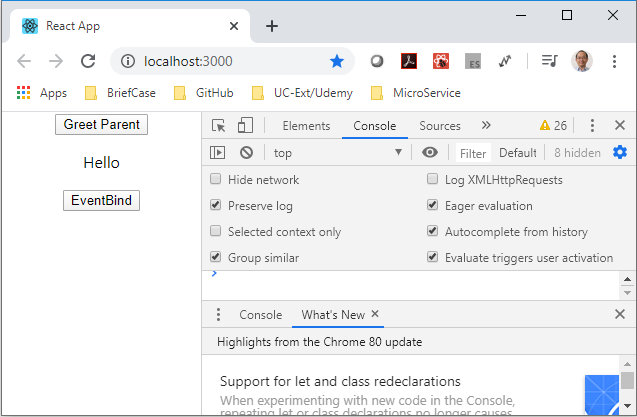 React App
localhost:3000
ES
Apps BriefCase GitHub UC-Ext/Udemy MicroService
Greet Parent
Hello
EventBind
Elements Console Sources 26
top Filter Default 8 hidden
Hide network Log XMLHttpRequests
Preserve log Eager evaluation
Selected context only Autocomplete from history
Group similar Evaluate triggers user activation
Console What's New
Highlights from the Chrome 80 update
Support for let and class redeclarations
When experimenting with new code in the Console,
repeating let or class declarations no longer causes